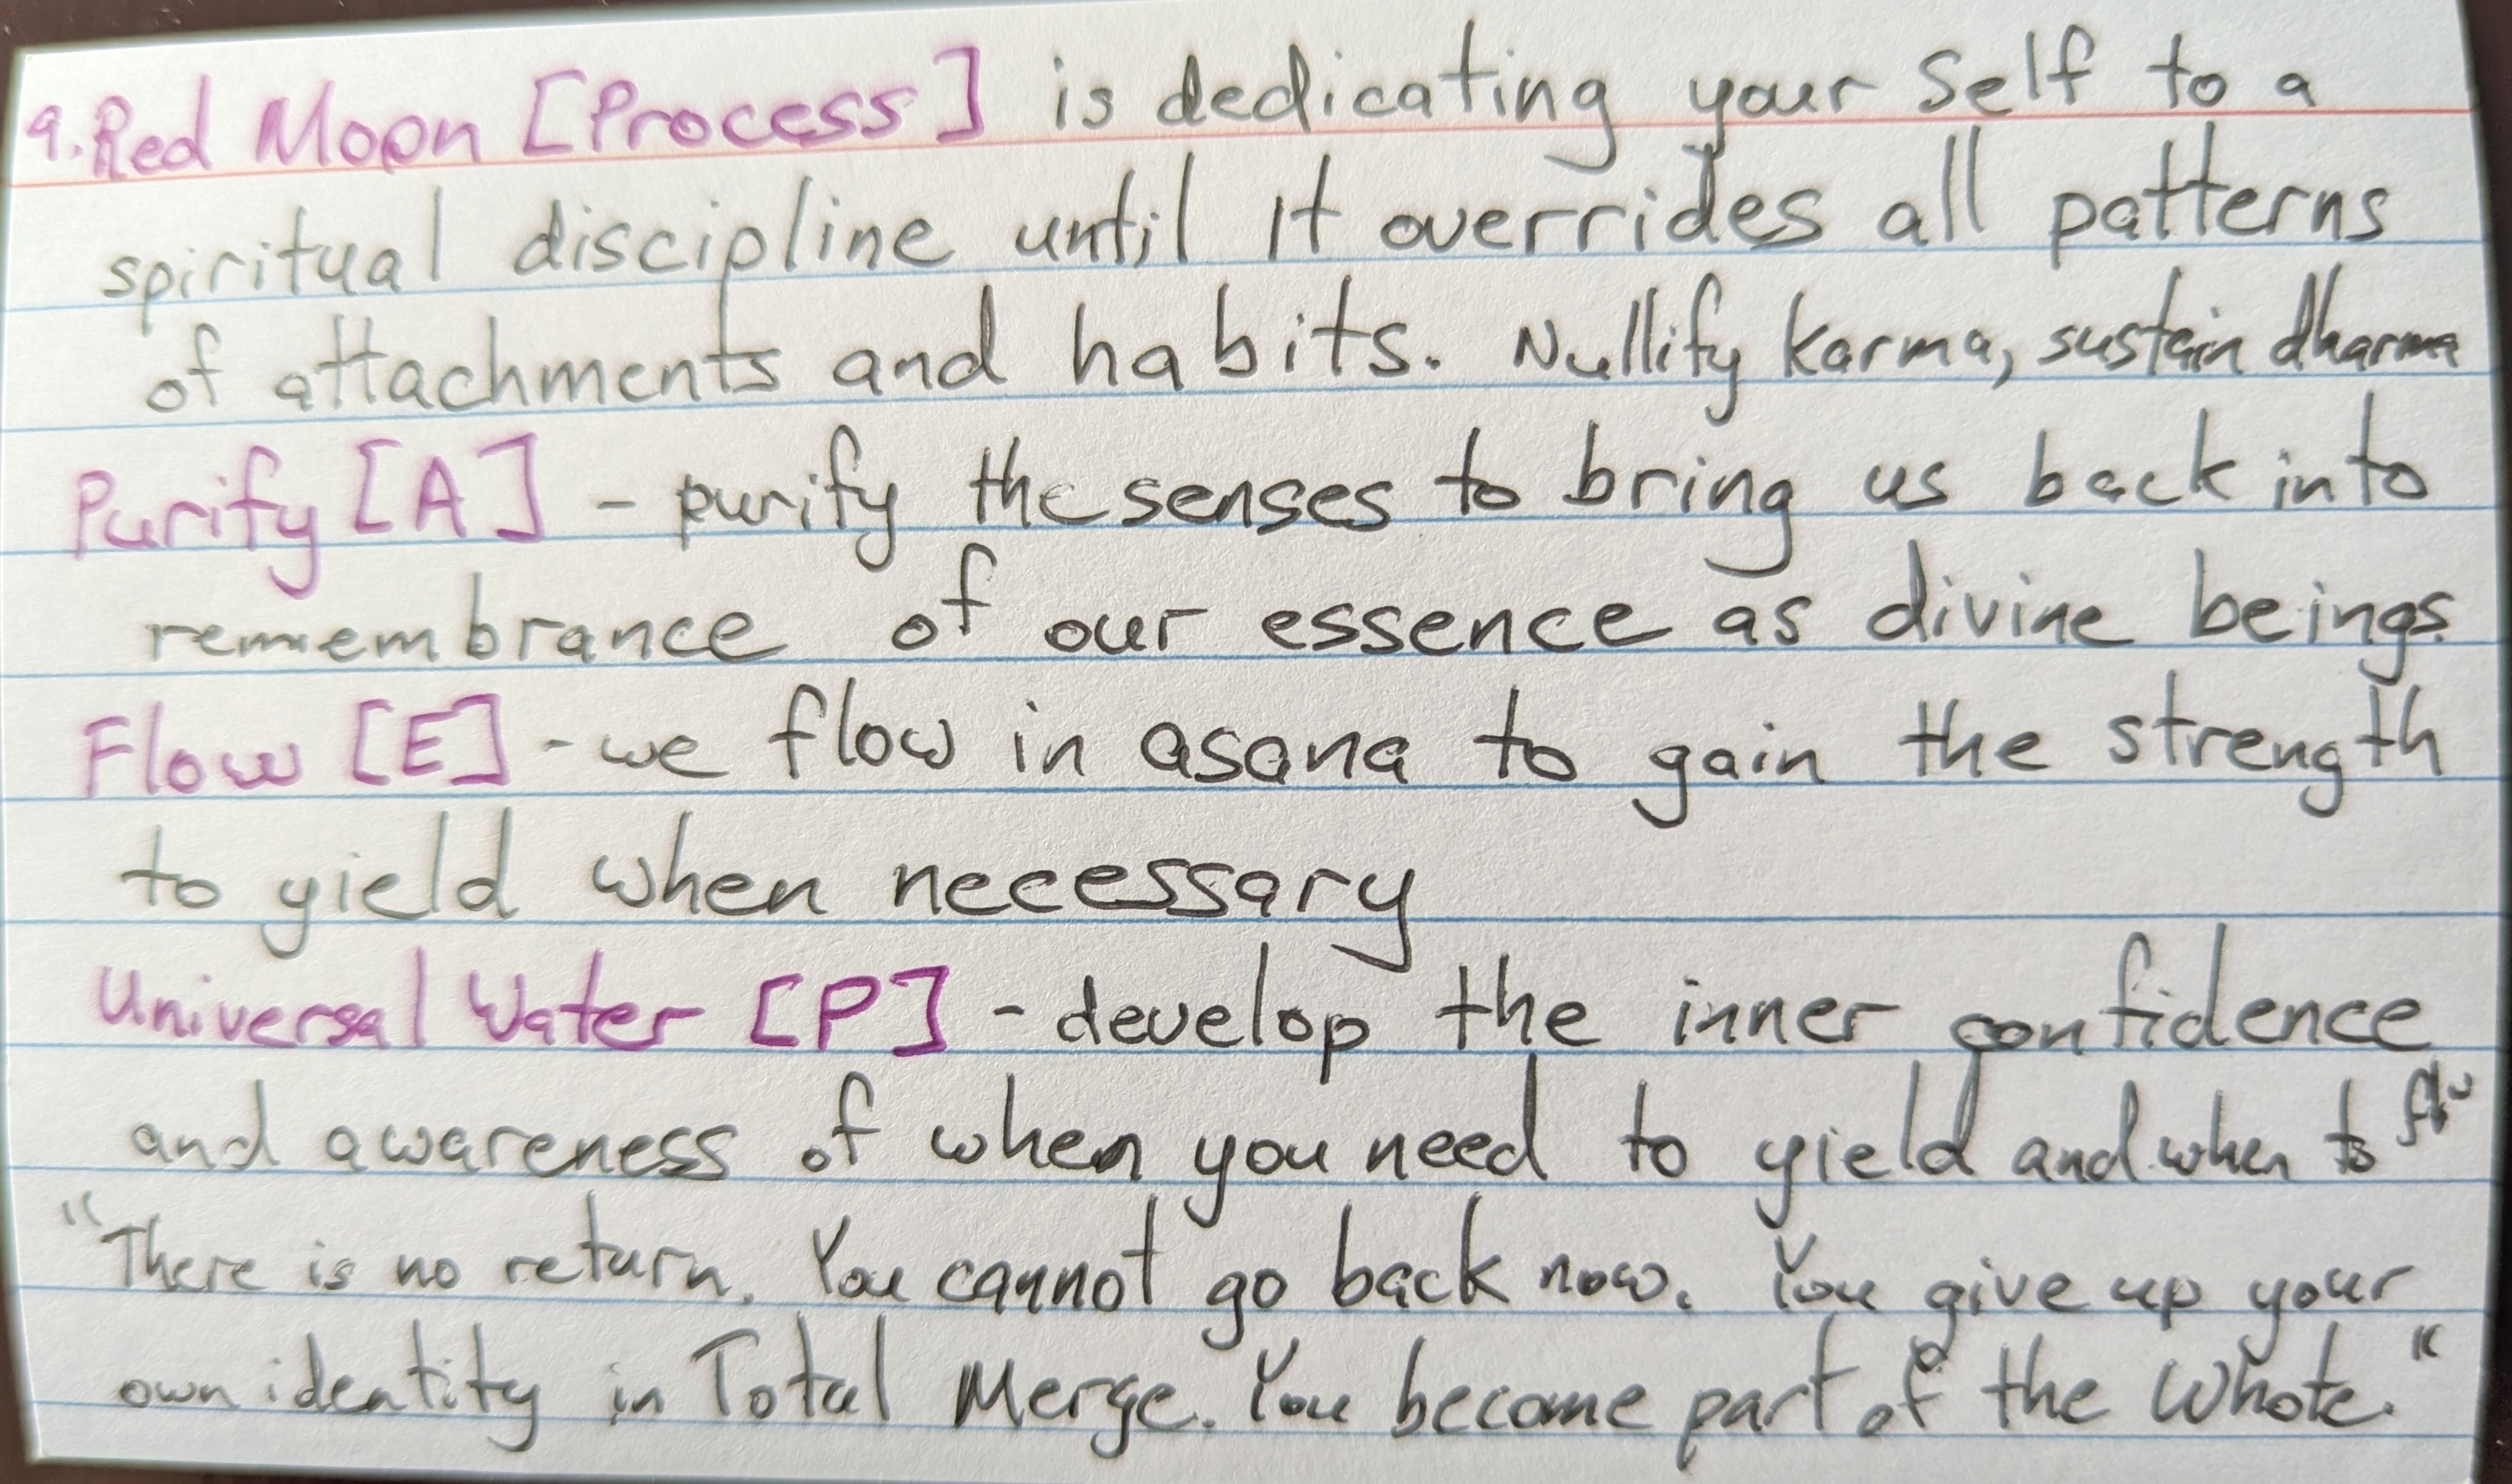 9. Red Moon [Process] is dedicating your Self to a
spiritual discipline until it overrides all patterns
of attachments and habits. Nullify karma, sustain dharma
Purify [A] - purify the senses to bring us back into
remembrance of our essence as divine beings.
Flow [E] - we flow in asana to gain the strength
to yield when necessary
Universal Water [P] - develop the inner confidence
and awareness of when you need to yield and when to
"There is no return. You cannot go back now. You give up your
own identity in Total Merge. You become part of the Whole."